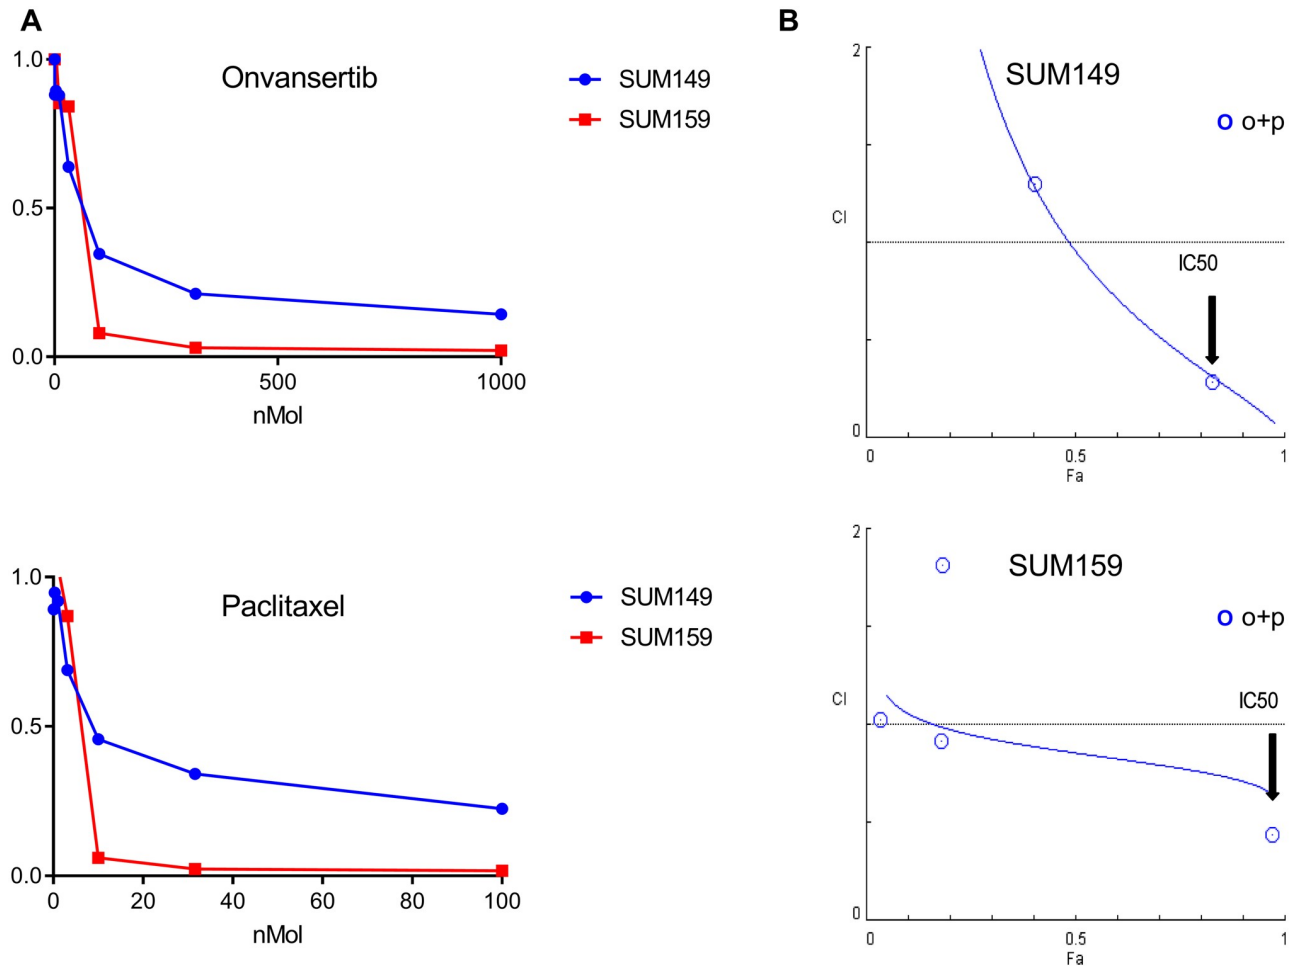 A
Onvansertib
SUM149
SUM159
1.0
0.5
0.0
0
500
1000
nMol
Paclitaxel
SUM149
SUM159
1.0
0.5
0.0
0
20
40
60
80
100
nMol
B
SUM149
o+p
2
CI
0
IC50
0
0.5
1
Fa
SUM159
o+p
2
CI
0
IC50
0
0.5
1
Fa